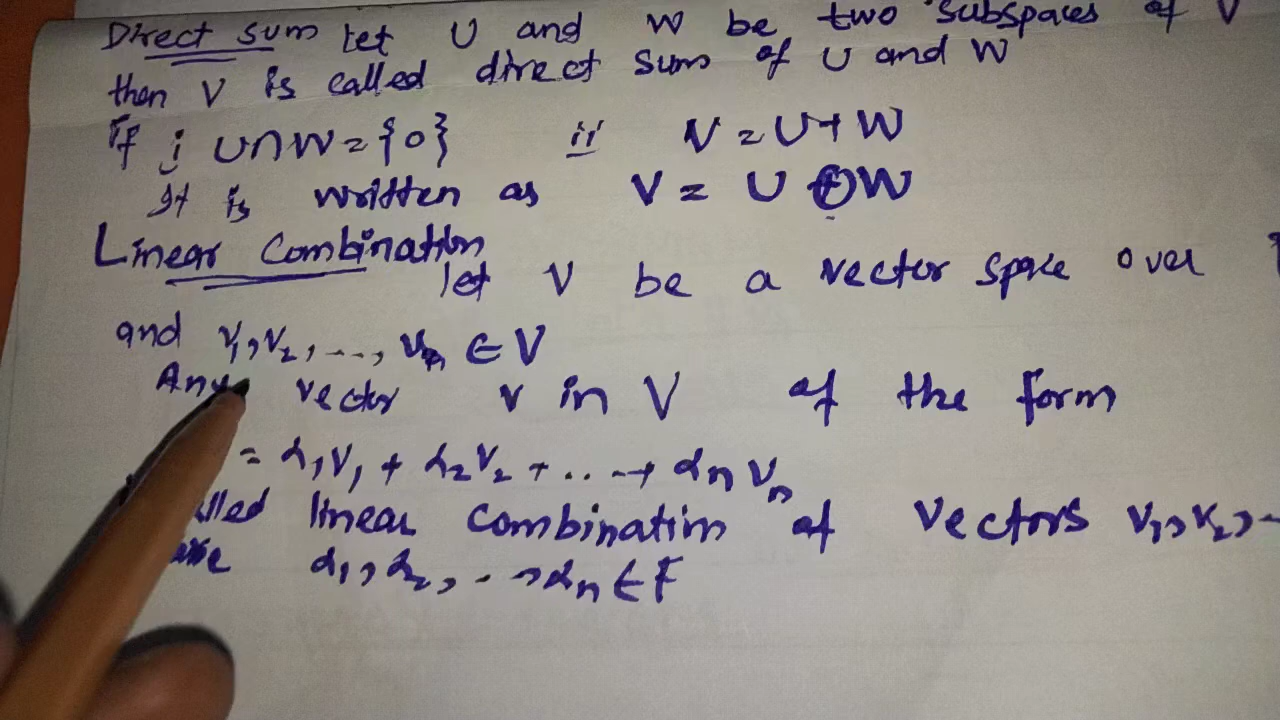 Direct sum let U and W be two subspaces of V
then V is called direct sum of U and W
if i U∩W = {0} ii V = U+W
It is written as V = U ⊕ W
Linear Combination
let V be a vector space over
and v₁, v₂, ..., vₙ ∈ V
Any vector v in V of the form
= α₁v₁ + α₂v₂ + ... + αₙvₙ
called linear combination of vectors v₁, v₂,
α₁, α₂, ..., αₙ ∈ F